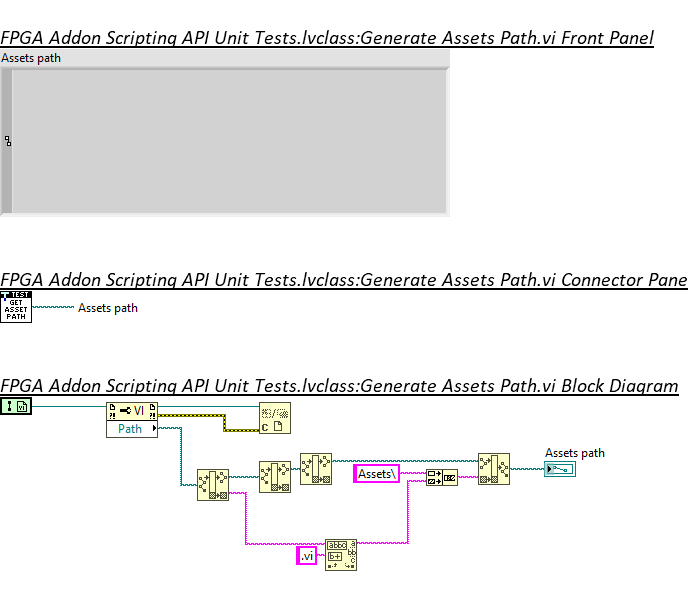 FPGA Addon Scripting API Unit Tests.lvclass:Generate Assets Path.vi Front Panel
Assets path
FPGA Addon Scripting API Unit Tests.lvclass:Generate Assets Path.vi Connector Pane
TEST
GET
ASSET
PATH
Assets path
FPGA Addon Scripting API Unit Tests.lvclass:Generate Assets Path.vi Block Diagram
VI
Path
Assets path
Assets\
.vi